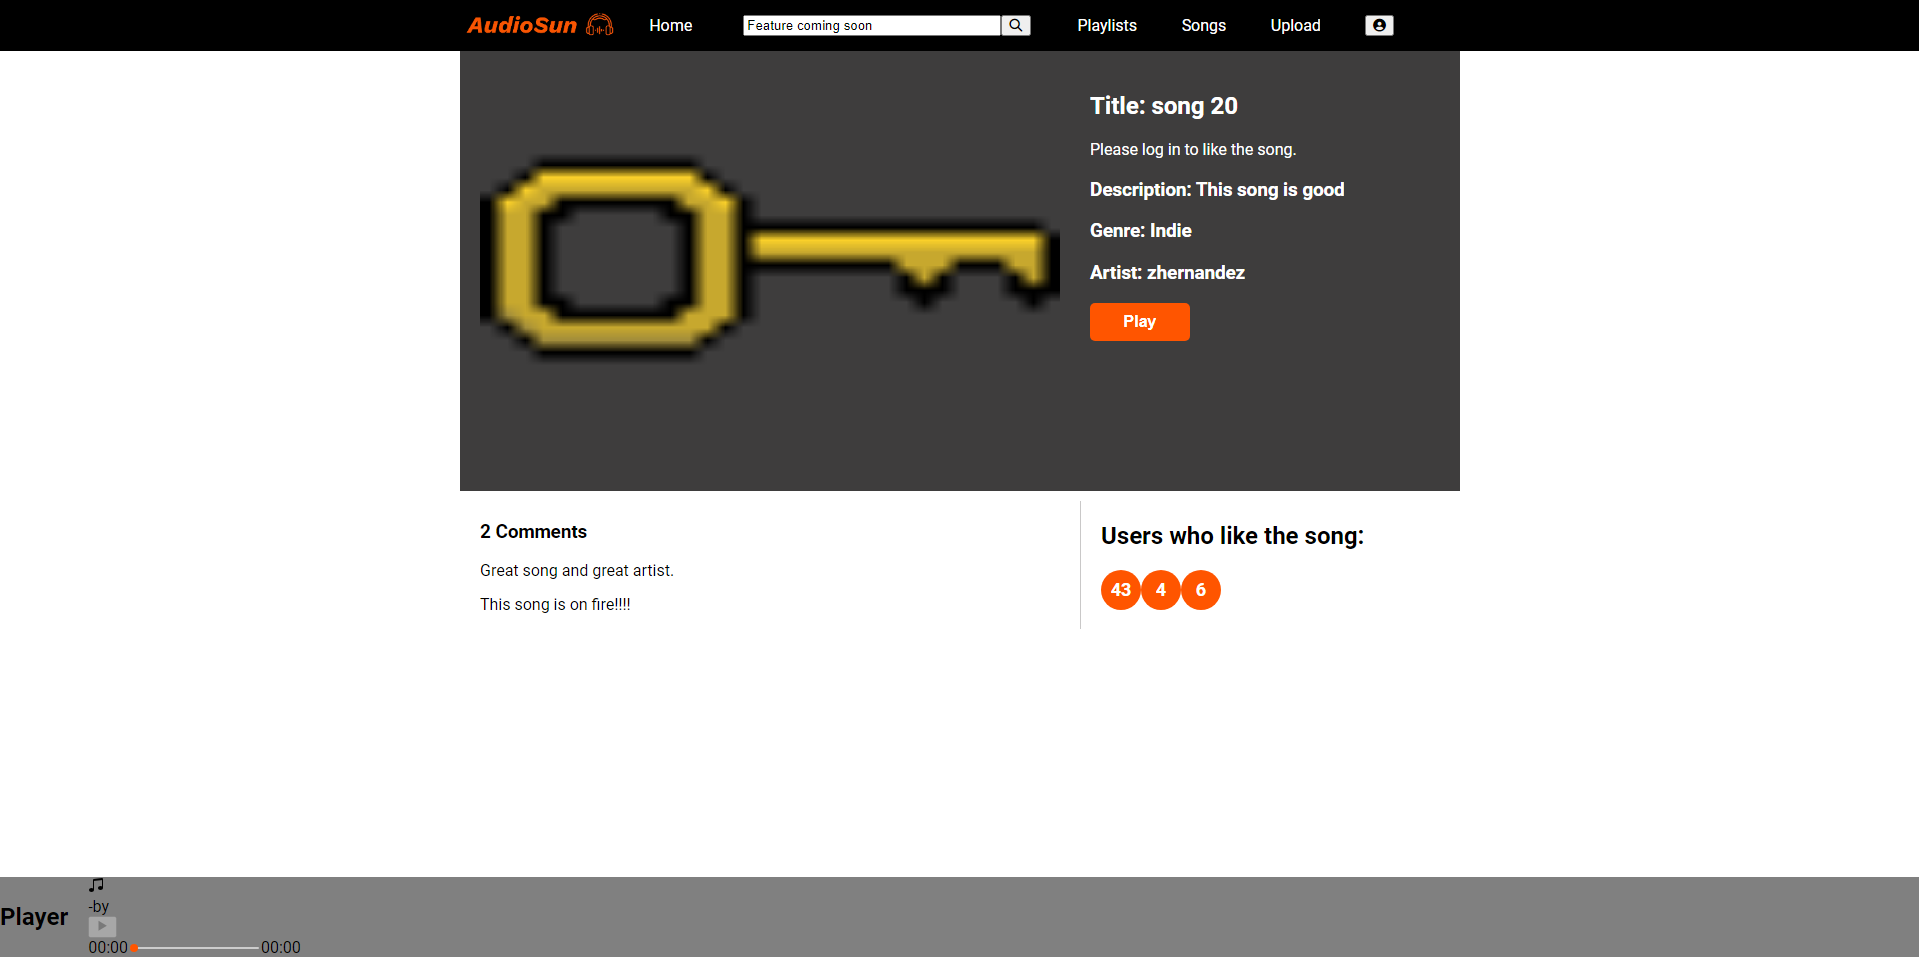 AudioSun Home Feature coming soon Playlists Songs Upload
Title: song 20
Please log in to like the song.
Description: This song is good
Genre: Indie
Artist: zhernandez
Play
2 Comments
Great song and great artist.
This song is on fire!!!!
Users who like the song:
43 4 6
Player
-by
00:00 00:00